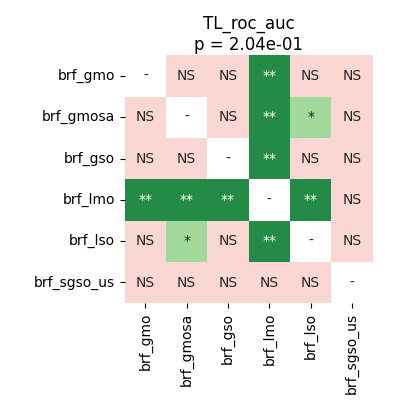 TL_roc_auc
p = 2.04e-01
brf_gmo - NS NS ** NS NS
brf_gmosa NS - NS ** * NS
brf_gso NS NS - ** NS NS
brf_lmo ** ** ** - ** NS
brf_lso NS * NS ** - NS
brf_sgso_us NS NS NS NS NS -
brf_gmo brf_gmosa brf_gso brf_lmo brf_lso brf_sgso_us